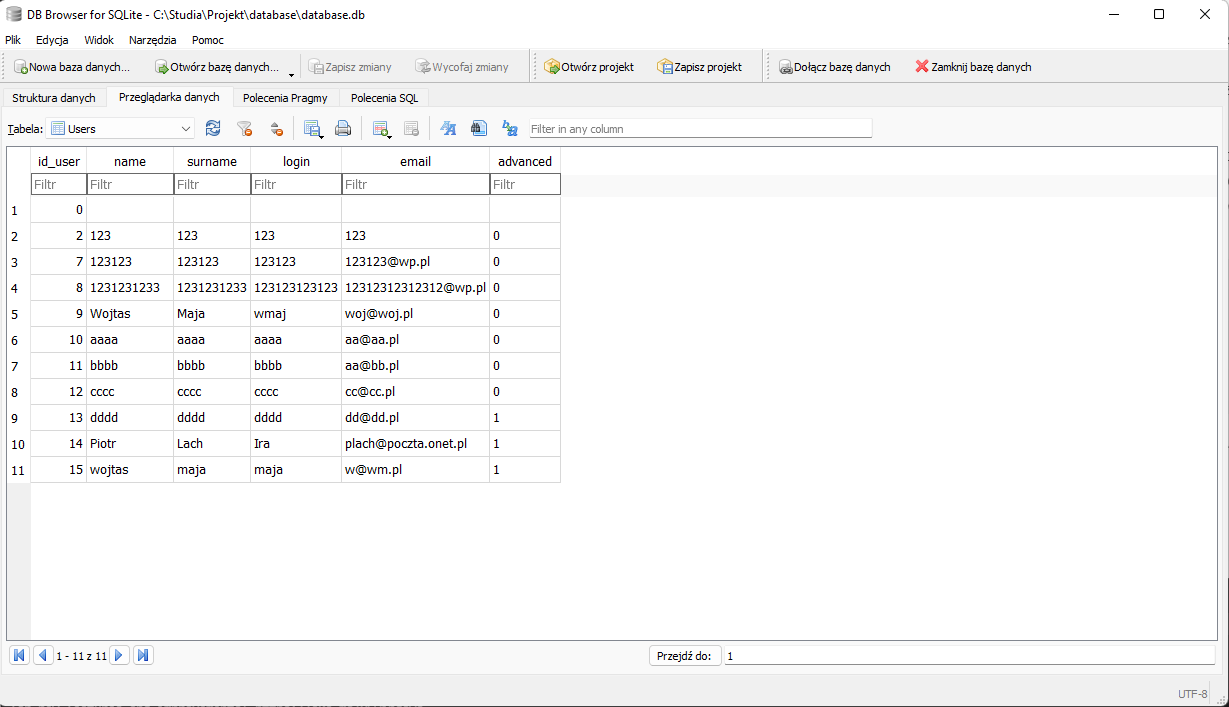 DB Browser for SQLite - C:\Studia\Projekt\database\database.db
Plik Edycja Widok Narzędzia Pomoc
Nowa baza danych... Otwórz bazę danych... Zapisz zmiany Wycofaj zmiany Otwórz projekt Zapisz projekt Dołącz bazę danych Zamknij bazę danych
Struktura danych Przeglądarka danych Polecenia Pragmy Polecenia SQL
Tabela: Users Filter in any column
id_user name surname login email advanced
Filtr Filtr Filtr Filtr Filtr Filtr
1 0
2 2 123 123 123 123 0
3 7 123123 123123 123123 123123@wp.pl 0
4 8 1231231233 1231231233 123123123123 12312312312312@wp.pl 0
5 9 Wojtas Maja wmaj woj@woj.pl 0
6 10 aaaa aaaa aaaa aa@aa.pl 0
7 11 bbbb bbbb bbbb aa@bb.pl 0
8 12 cccc cccc cccc cc@cc.pl 0
9 13 dddd dddd dddd dd@dd.pl 1
10 14 Piotr Lach Ira plach@poczta.onet.pl 1
11 15 wojtas maja maja w@wm.pl 1
1 - 11 z 11 Przejdź do: 1
UTF-8